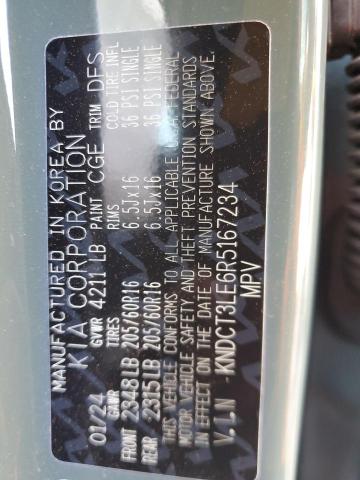 MANUFACTURED IN KOREA BY
KIA CORPORATION
01/24 GVWR 4211 LB PAINT CGE TRIM DFS
GAWR TIRES RIMS COLD TIRE INFL
FRONT 2348LB 205/60R16 6.5Jx16 36 PSI SINGLE
REAR 2315LB 205/60R16 6.5Jx16 36 PSI SINGLE
THIS VEHICLE CONFORMS TO ALL APPLICABLE U.S.A. FEDERAL
MOTOR VEHICLE SAFETY AND THEFT PREVENTION STANDARDS
IN EFFECT ON THE DATE OF MANUFACTURE SHOWN ABOVE.
V.I.N -KNDCT3LE6R5167234
MPV